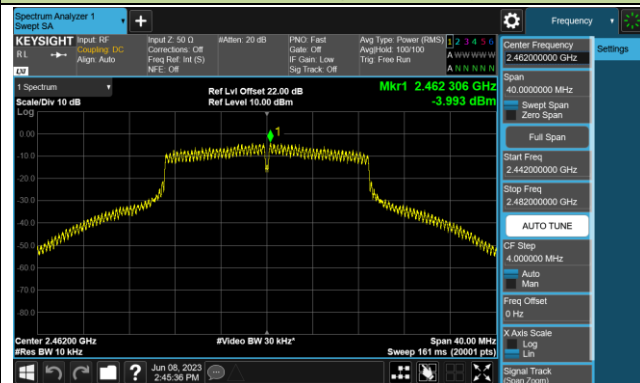 Spectrum Analyzer 1
Swept SA
Frequency
KEYSIGHT
RL
LXI
Input: RF
Coupling: DC
Align: Auto
Input Z: 50 Ω
Corrections: Off
Freq Ref: Int (S)
NFE: Off
#Atten: 20 dB
PNO: Fast
Gate: Off
IF Gain: Low
Sig Track: Off
Avg Type: Power (RMS)
Avg|Hold: 100/100
Trig: Free Run
1 2 3 4 5 6
A W W W W W
A N N N N N
1 Spectrum
Scale/Div 10 dB
Log
Ref Lvl Offset 22.00 dB
Ref Level 10.00 dBm
Mkr1 2.462 306 GHz
-3.993 dBm
1
0.00
-10.0
-20.0
-30.0
-40.0
-50.0
-60.0
-70.0
-80.0
Center 2.46200 GHz
#Res BW 10 kHz
#Video BW 30 kHz*
Span 40.00 MHz
Sweep 161 ms (20001 pts)
Jun 08, 2023
2:45:36 PM
Center Frequency
2.462000000 GHz
Settings
Span
40.0000000 MHz
Swept Span
Zero Span
Full Span
Start Freq
2.442000000 GHz
Stop Freq
2.482000000 GHz
AUTO TUNE
CF Step
4.000000 MHz
Auto
Man
Freq Offset
0 Hz
X Axis Scale
Log
Lin
Signal Track
(Span Zoom)